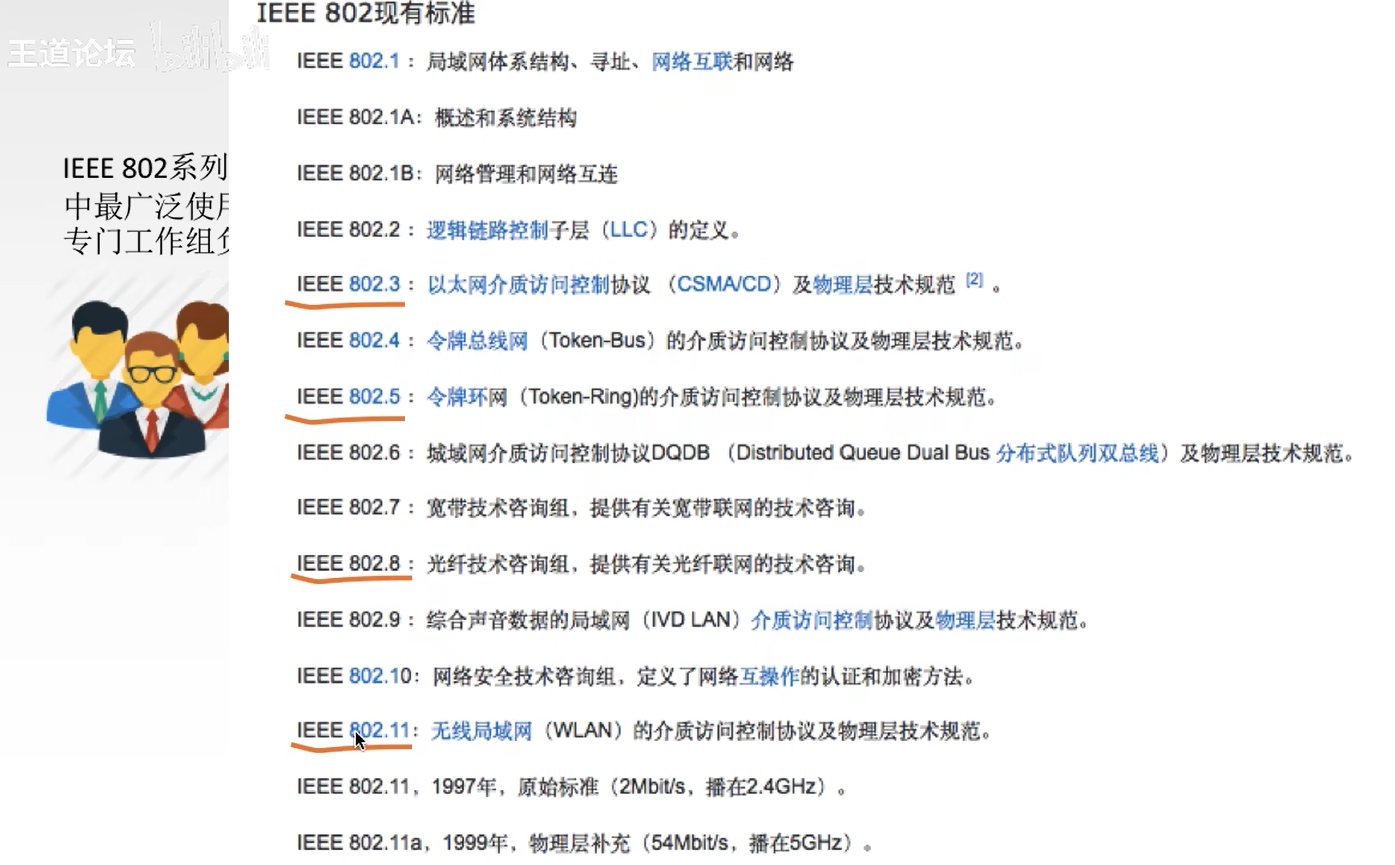 IEEE 802现有标准
王道论坛 bilibili
IEEE 802.1： 局域网体系结构、寻址、网络互联和网络
IEEE 802.1A： 概述和系统结构
IEEE 802系列
IEEE 802.1B： 网络管理和网络互连
中最广泛使用
专门工作组负
IEEE 802.2： 逻辑链路控制子层（LLC）的定义。
IEEE 802.3： 以太网介质访问控制协议 （CSMA/CD）及物理层技术规范 [2] 。
IEEE 802.4： 令牌总线网（Token-Bus）的介质访问控制协议及物理层技术规范。
IEEE 802.5： 令牌环网（Token-Ring)的介质访问控制协议及物理层技术规范。
IEEE 802.6： 城域网介质访问控制协议DQDB （Distributed Queue Dual Bus 分布式队列双总线）及物理层技术规范。
IEEE 802.7： 宽带技术咨询组，提供有关宽带联网的技术咨询。
IEEE 802.8： 光纤技术咨询组，提供有关光纤联网的技术咨询。
IEEE 802.9： 综合声音数据的局域网（IVD LAN）介质访问控制协议及物理层技术规范。
IEEE 802.10： 网络安全技术咨询组，定义了网络互操作的认证和加密方法。
IEEE 802.11： 无线局域网（WLAN）的介质访问控制协议及物理层技术规范。
IEEE 802.11，1997年，原始标准（2Mbit/s，播在2.4GHz）。
IEEE 802.11a，1999年，物理层补充（54Mbit/s，播在5GHz）。